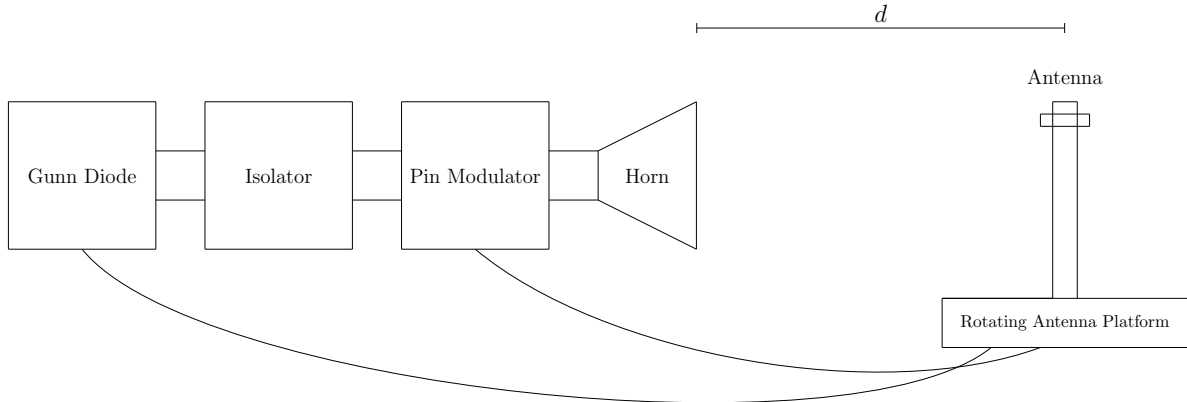 d
Antenna
Gunn Diode
Isolator
Pin Modulator
Horn
Rotating Antenna Platform